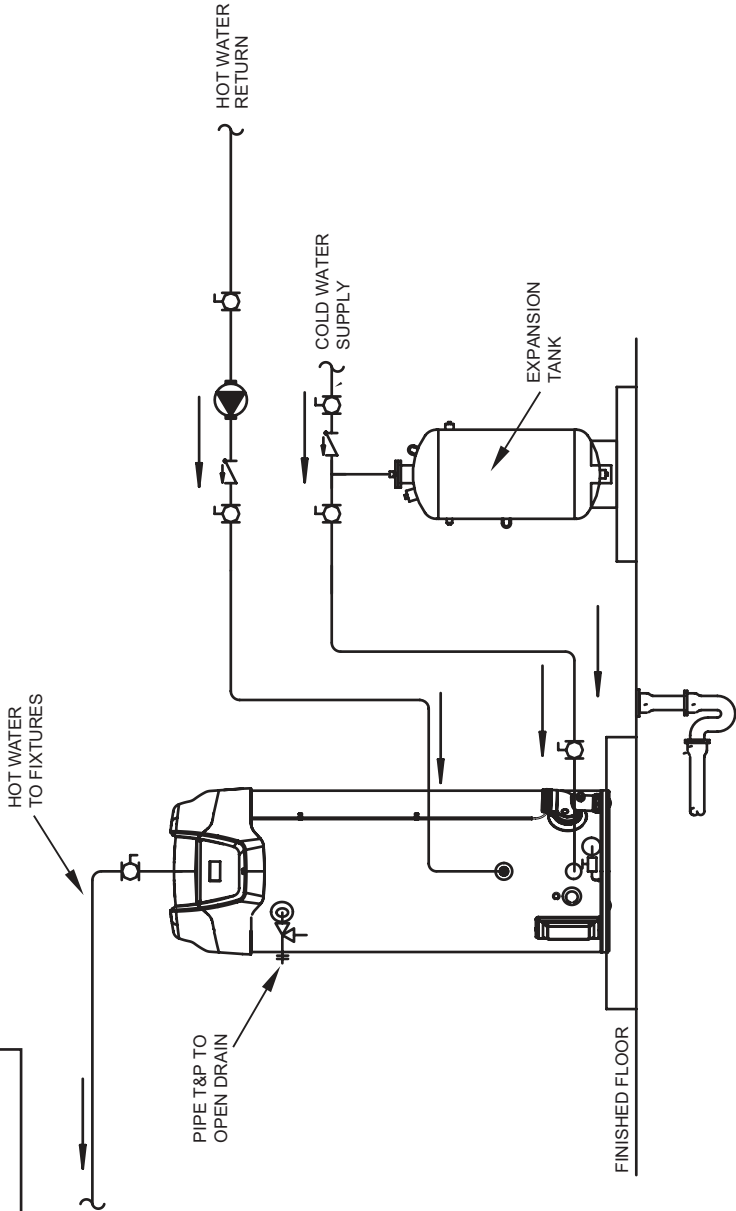 HOT WATER
TO FIXTURES
HOT WATER
RETURN
COLD WATER
SUPPLY
EXPANSION
TANK
PIPE T&P TO
OPEN DRAIN
FINISHED FLOOR